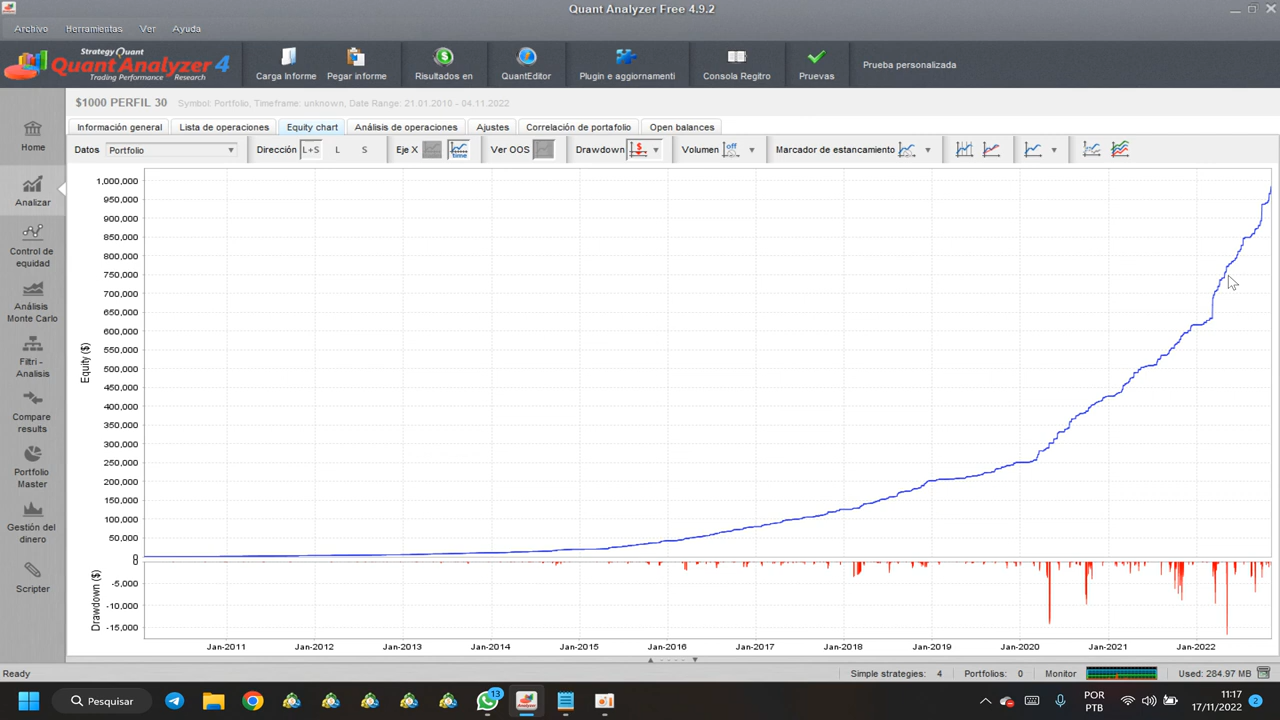 Quant Analyzer Free 4.9.2
Archivo Herramientas Ver Ayuda
StrategyQuant
QuantAnalyzer 4
Trading Performance Research
Carga Informe Pegar informe Risultados en QuantEditor Plugin e aggiornamenti Consola Regitro Pruevas Prueba personalizada
$1000 PERFIL 30 Symbol: Portfolio, Timeframe: unknown, Date Range: 21.01.2010 - 04.11.2022
Información general Lista de operaciones Equity chart Análisis de operaciones Ajustes Correlación de portafolio Open balances
Datos Portfolio Dirección L+S L S Eje X time Ver OOS Drawdown $ Volumen off Marcador de estancamiento
Home
Analizar
Control de
equidad
Análisis
Monte Carlo
Filtri -
Analisis
Compare
results
Portfolio
Master
Gestión del
dinero
Scripter
Equity ($)
1,000,000
950,000
900,000
850,000
800,000
750,000
700,000
650,000
600,000
550,000
500,000
450,000
400,000
350,000
300,000
250,000
200,000
150,000
100,000
50,000
0
Drawdown ($)
0
-5,000
-10,000
-15,000
Jan-2011 Jan-2012 Jan-2013 Jan-2014 Jan-2015 Jan-2016 Jan-2017 Jan-2018 Jan-2019 Jan-2020 Jan-2021 Jan-2022
Ready Simple strategies: 4 Portfolios: 0 Monitor Used: 284.97 MB
Pesquisar 13 POR
PTB
11:17
17/11/2022
2